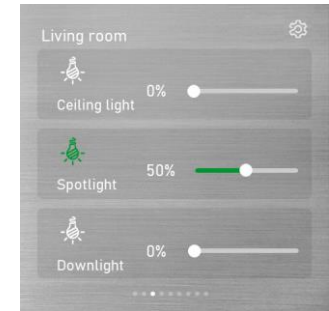 Living room
0%
Ceiling light
50%
Spotlight
0%
Downlight